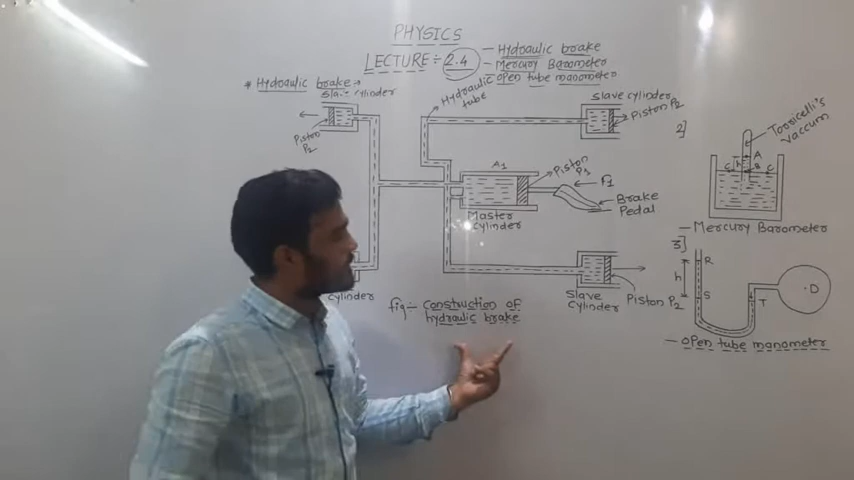 PHYSICS
LECTURE÷ 2.4
- Hydraulic brake
- Mercury Barometer
- open tube manometer
* Hydraulic brake→
Slave cylinder
Piston P2
Hydraulic tube
Slave cylinder
Piston P2
A1
Piston
F1
Brake Pedal
Master cylinder
cylinder
Slave cylinder
Piston P2
fig:- construction of
hydraulic brake
2]
Torricelli's
vaccum
A
h
B
C
C
- Mercury Barometer
3]
R
h
S
T
D
- open tube manometer